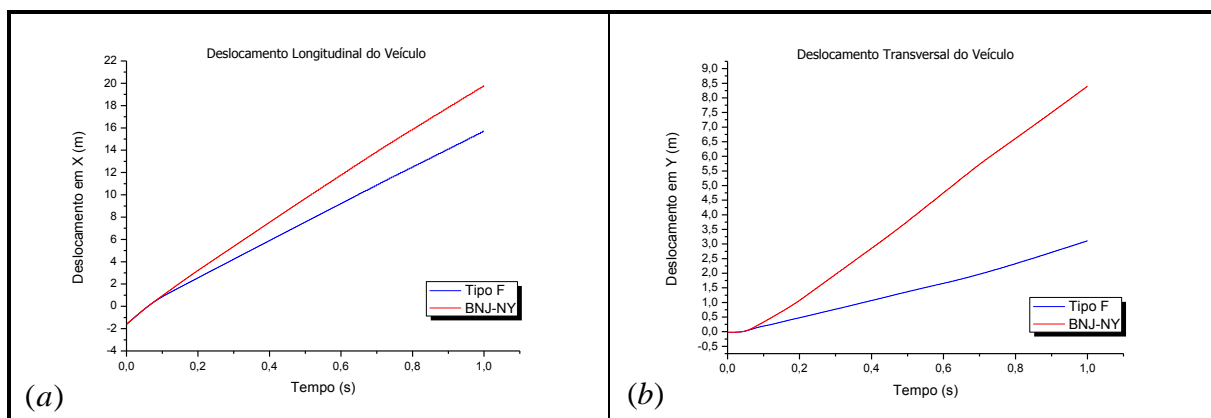 Deslocamento Longitudinal do Veículo
22
20
18
16
14
12
10
8
6
4
2
0
-2
-4
Deslocamento em X (m)
0,0 0,2 0,4 0,6 0,8 1,0
Tempo (s)
Tipo F
BNJ-NY
(a)
Deslocamento Transversal do Veículo
9,0
8,5
8,0
7,5
7,0
6,5
6,0
5,5
5,0
4,5
4,0
3,5
3,0
2,5
2,0
1,5
1,0
0,5
0,0
-0,5
Deslocamento em Y (m)
0,0 0,2 0,4 0,6 0,8 1,0
Tempo (s)
Tipo F
BNJ-NY
(b)